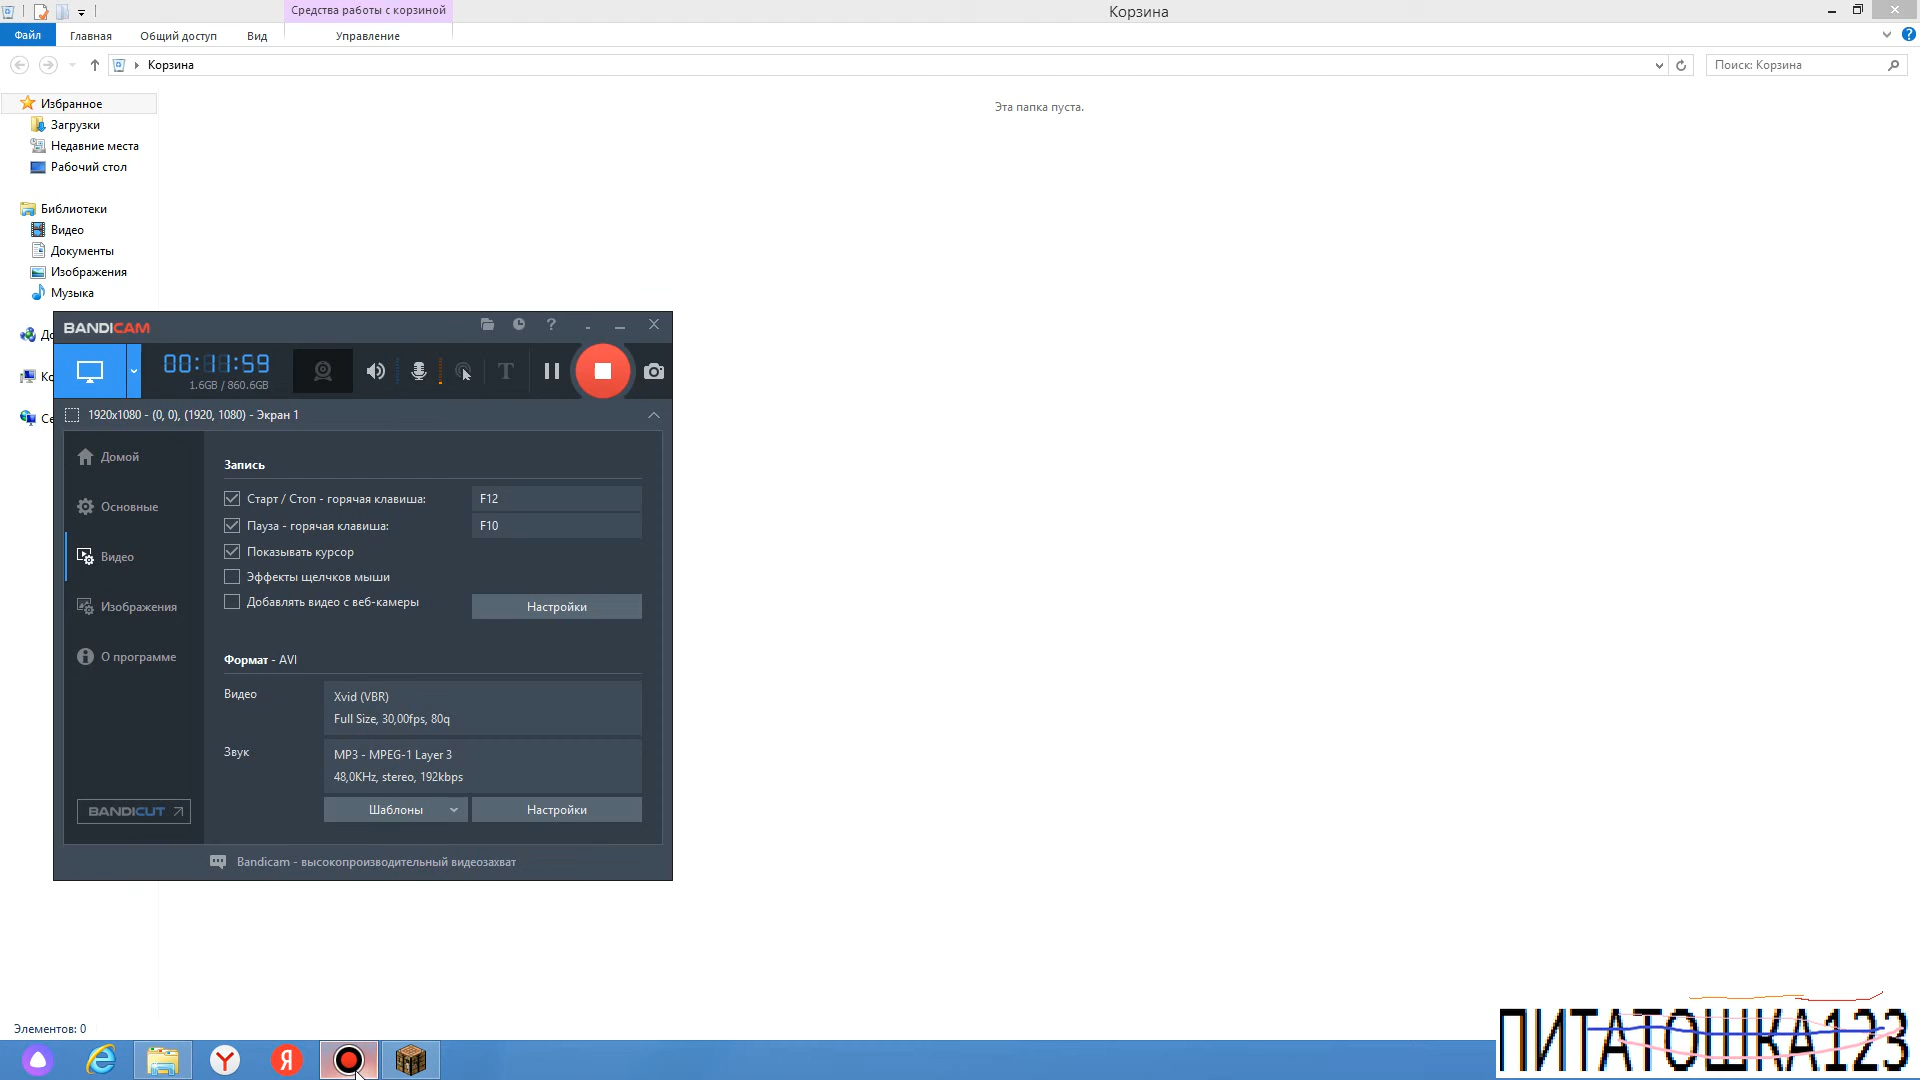 Средства работы с корзиной
Корзина
Файл
Главная
Общий доступ
Вид
Управление
Корзина
Поиск: Корзина
Избранное
Загрузки
Недавние места
Рабочий стол
Библиотеки
Видео
Документы
Изображения
Музыка
Эта папка пуста.
BANDICAM
00:11:59
1.6GB / 860.6GB
1920x1080 - (0, 0), (1920, 1080) - Экран 1
Домой
Основные
Видео
Изображения
О программе
BANDICUT
Запись
Старт / Стоп - горячая клавиша:
F12
Пауза - горячая клавиша:
F10
Показывать курсор
Эффекты щелчков мыши
Добавлять видео с веб-камеры
Настройки
Формат - AVI
Видео
Xvid (VBR)
Full Size, 30,00fps, 80q
Звук
MP3 - MPEG-1 Layer 3
48,0KHz, stereo, 192kbps
Шаблоны
Настройки
Bandicam - высокопроизводительный видеозахват
Элементов: 0
ПИТАТОШКА123